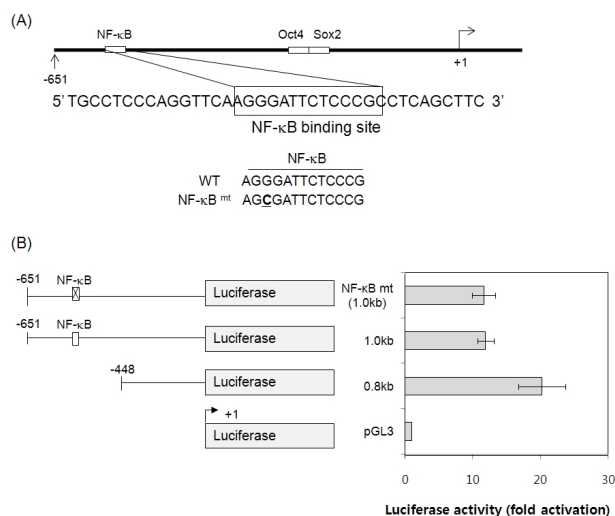 (A)
NF-κB
Oct4 Sox2
-651
+1
5' TGCCTCCCAGGTTCAAGGGATTCTCCCGCCTCAGCTTC 3'
NF-κB binding site
NF-κB
WT AGGGATTCTCCCG
NF-κB mt AGCGATTCTCCCG
(B)
-651 NF-κB
X
Luciferase
NF-κB mt
(1.0kb)
-651 NF-κB
Luciferase
1.0kb
-448
Luciferase
0.8kb
+1
Luciferase
pGL3
0 10 20 30
Luciferase activity (fold activation)